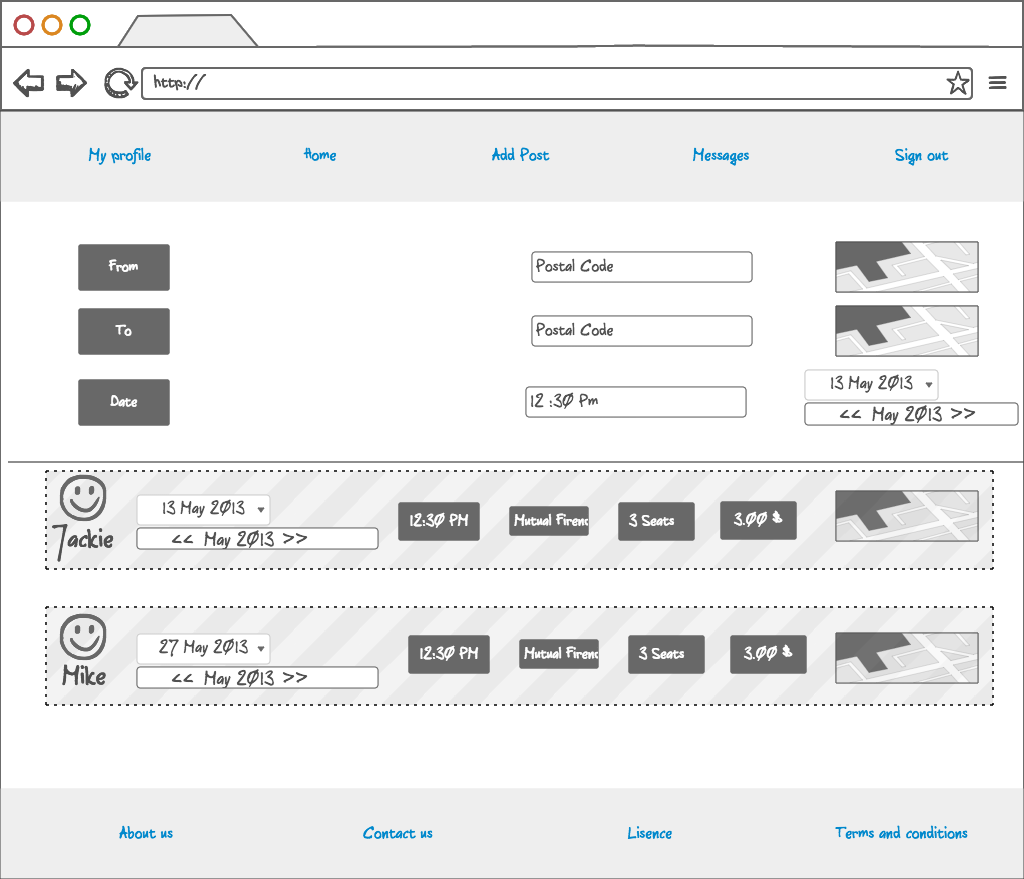 http://
My profile
Home
Add Post
Messages
Sign out
From
Postal Code
To
Postal Code
Date
12 :30 Pm
13 May 2013
<< May 2013 >>
Jackie
13 May 2013
<< May 2013 >>
12:30 PM
Mutual Firend
3 Seats
3.00 $
Mike
27 May 2013
<< May 2013 >>
12:30 PM
Mutual Firend
3 Seats
3.00 $
About us
Contact us
Lisence
Terms and conditions